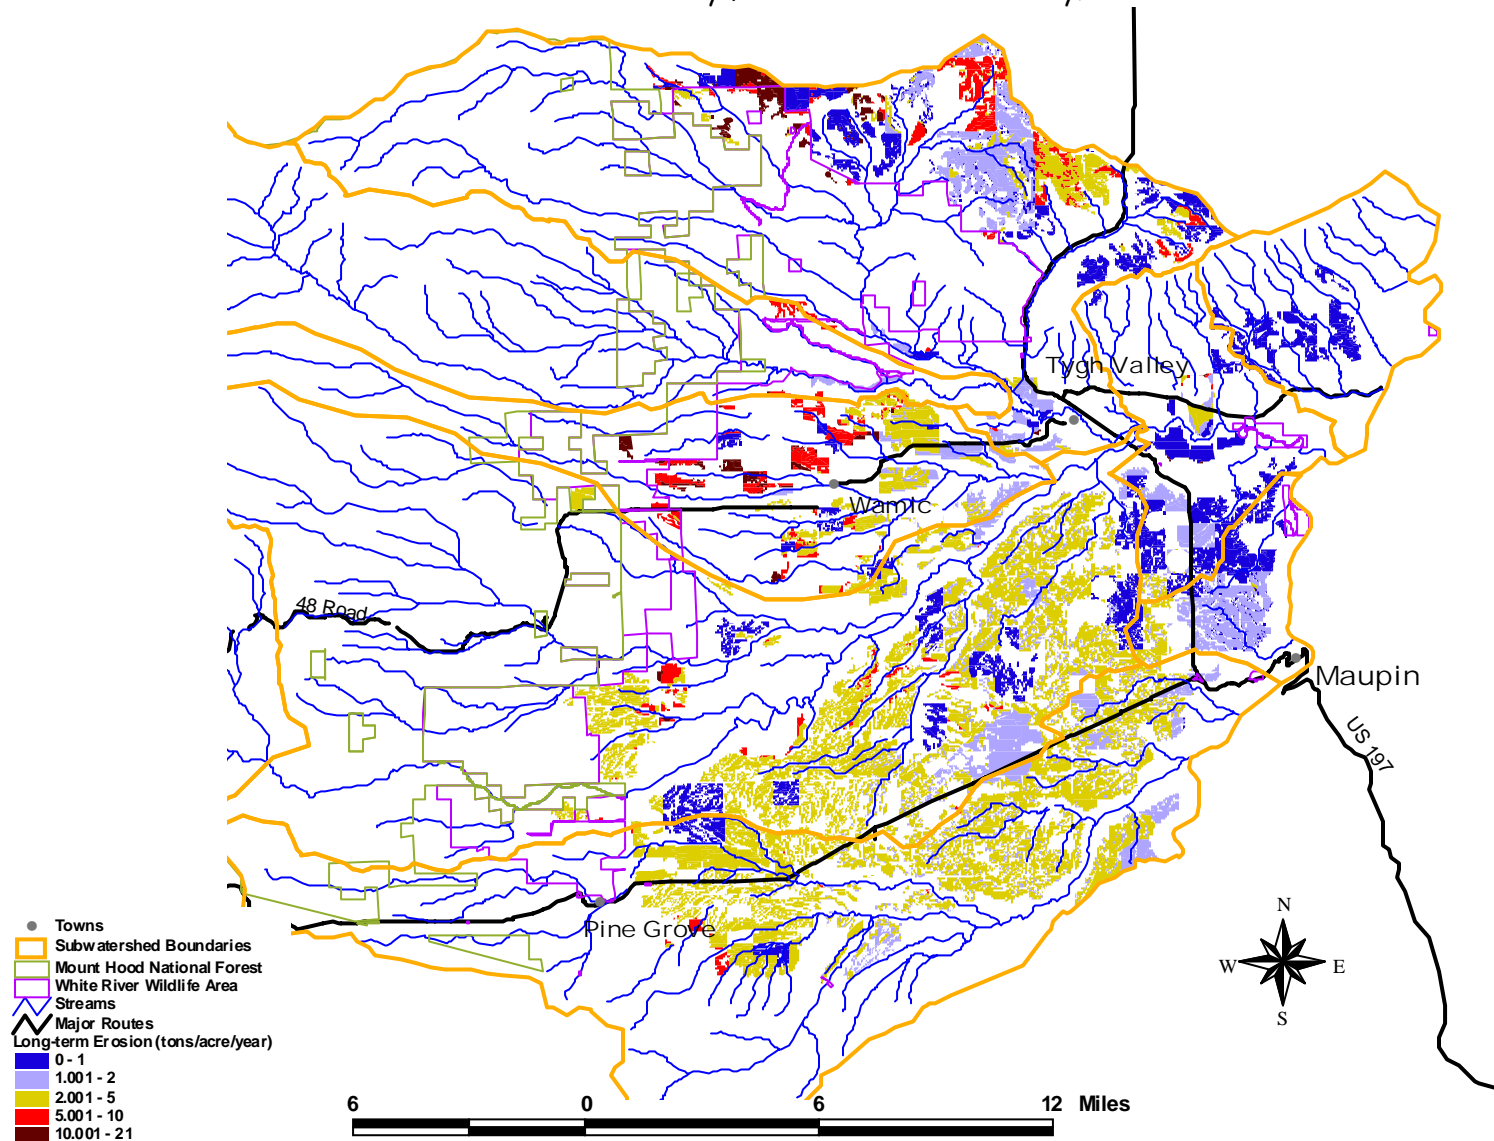 Tygh Valley
Wamic
48 Road
Maupin
US 197
Pine Grove
N
W E
S
Towns
Subwatershed Boundaries
Mount Hood National Forest
White River Wildlife Area
Streams
Major Routes
Long-term Erosion (tons/acre/year)
0 - 1
1.001 - 2
2.001 - 5
5.001 - 10
10.001 - 21
6 0 6 12 Miles